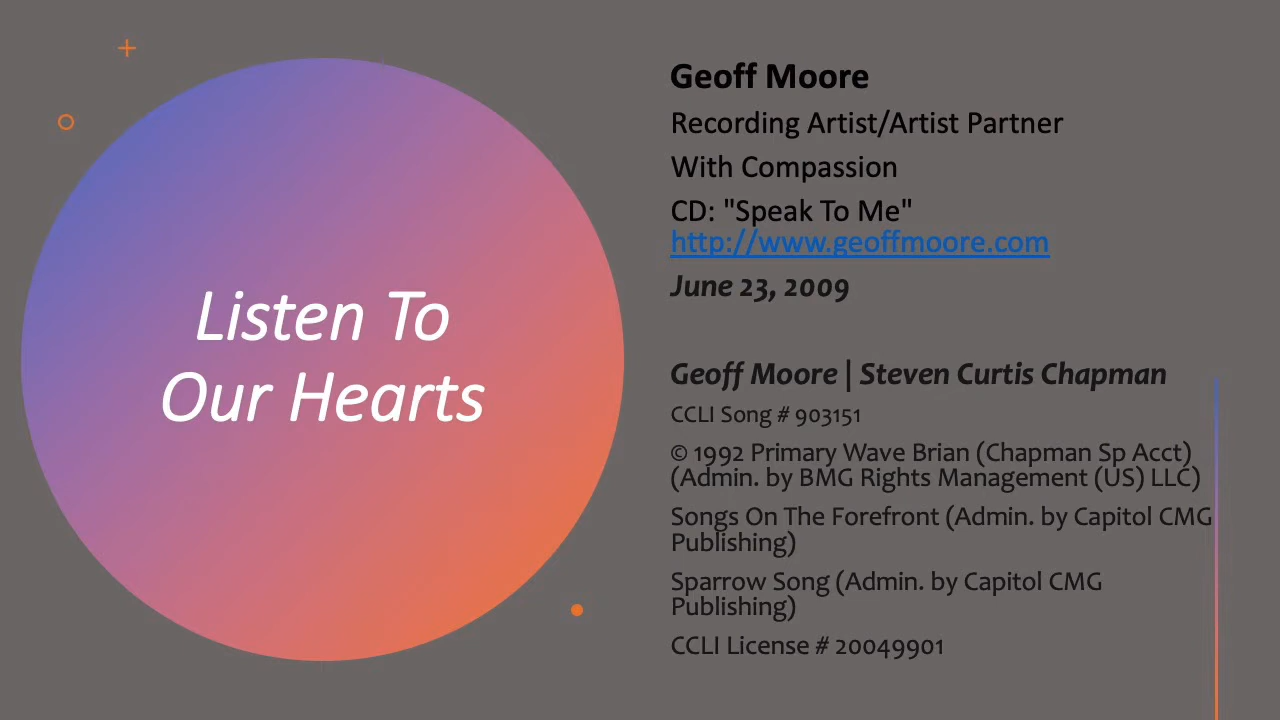 Listen To
Our Hearts
Geoff Moore
Recording Artist/Artist Partner
With Compassion
CD: "Speak To Me"
http://www.geoffmoore.com
June 23, 2009
Geoff Moore | Steven Curtis Chapman
CCLI Song # 903151
© 1992 Primary Wave Brian (Chapman Sp Acct)
(Admin. by BMG Rights Management (US) LLC)
Songs On The Forefront (Admin. by Capitol CMG
Publishing)
Sparrow Song (Admin. by Capitol CMG
Publishing)
CCLI License # 20049901